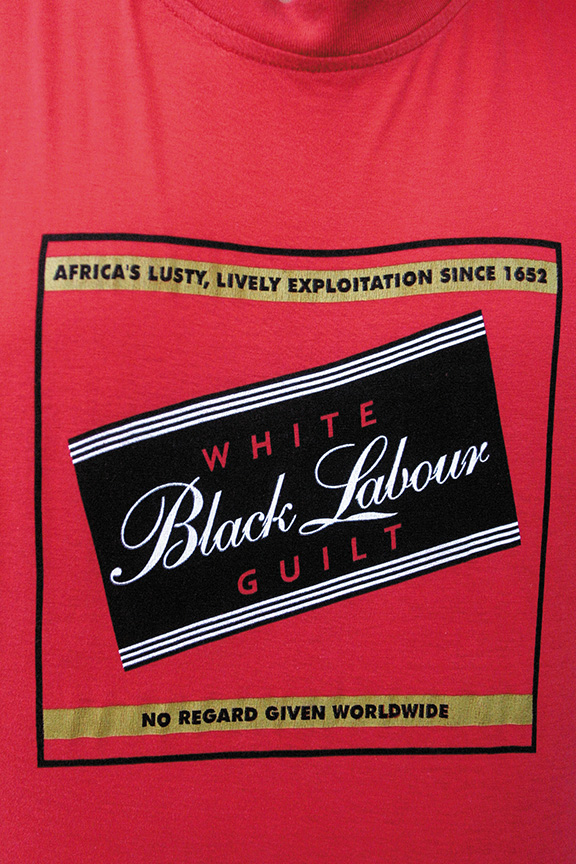 AFRICA'S LUSTY, LIVELY EXPLOITATION SINCE 1652
WHITE
Black Labour
GUILT
NO REGARD GIVEN WORLDWIDE